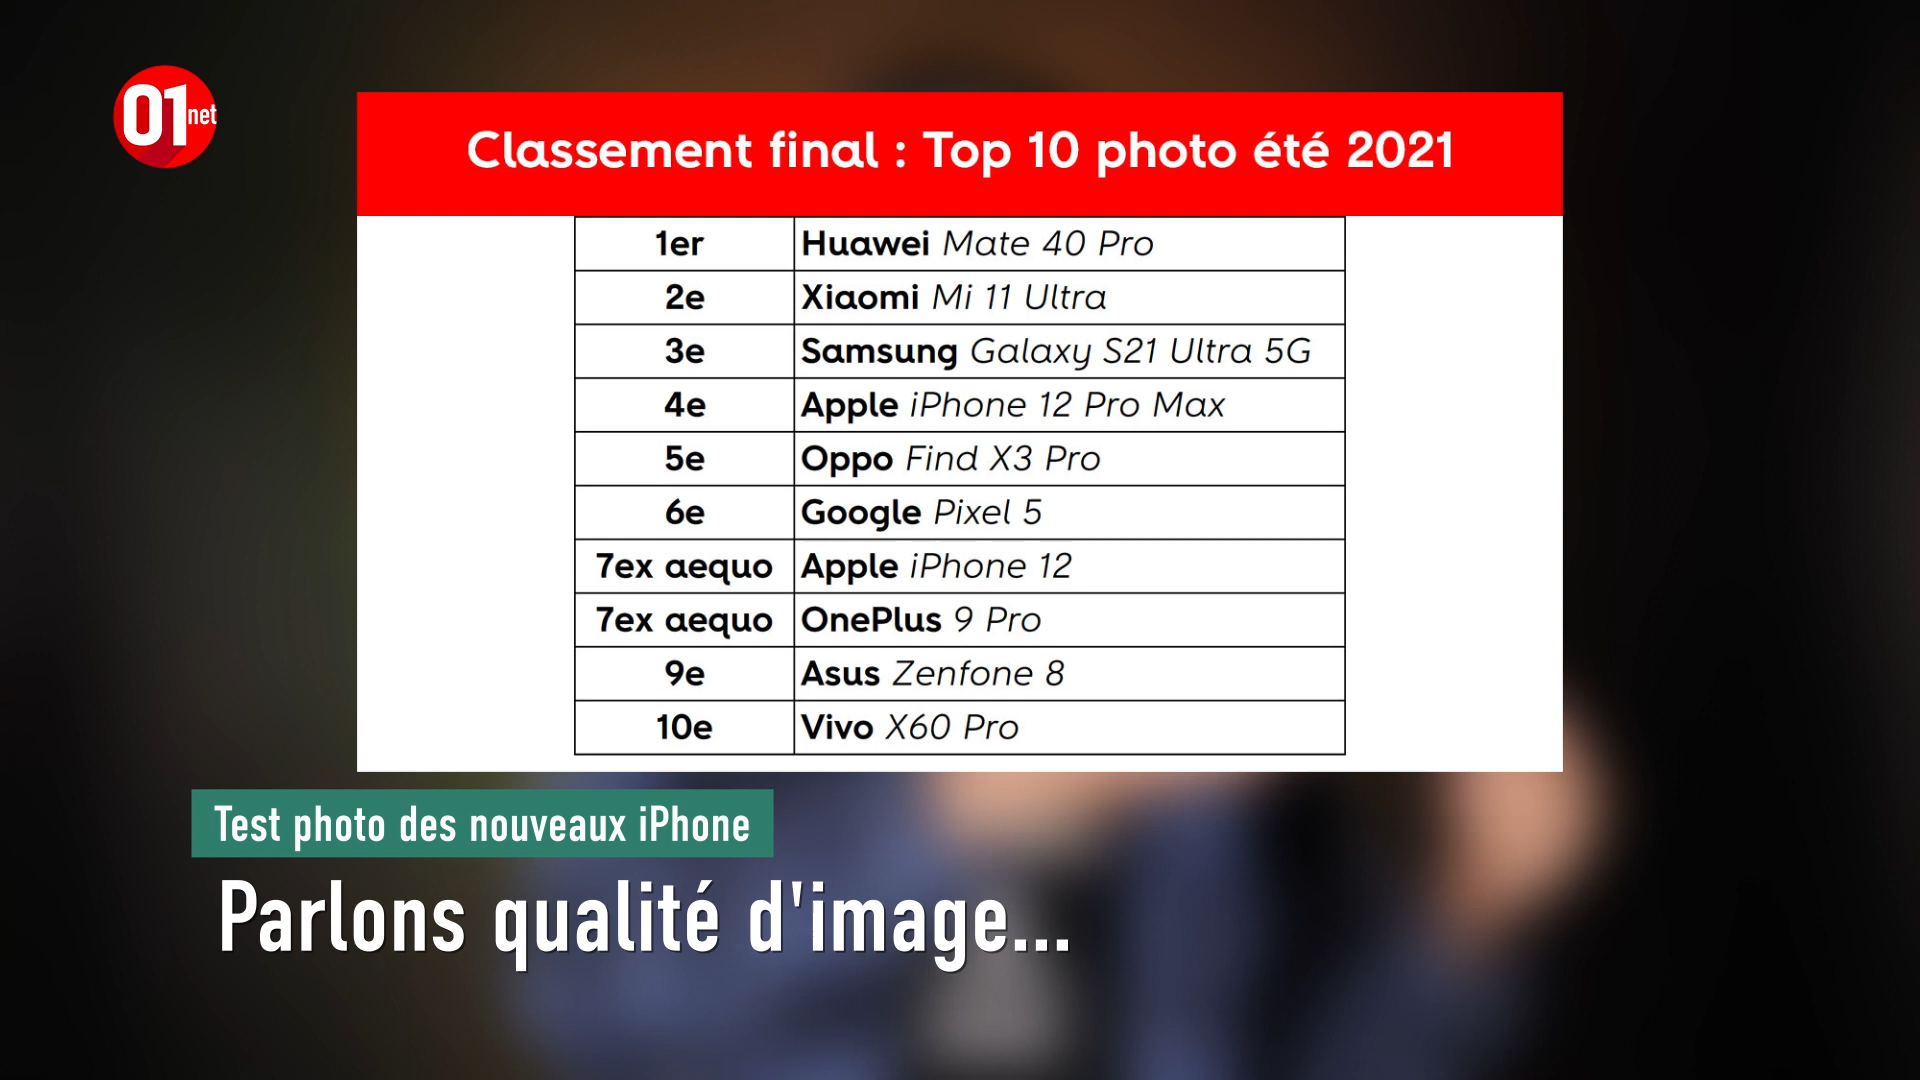 01net
Classement final : Top 10 photo été 2021
1er Huawei Mate 40 Pro
2e Xiaomi Mi 11 Ultra
3e Samsung Galaxy S21 Ultra 5G
4e Apple iPhone 12 Pro Max
5e Oppo Find X3 Pro
6e Google Pixel 5
7ex aequo Apple iPhone 12
7ex aequo OnePlus 9 Pro
9e Asus Zenfone 8
10e Vivo X60 Pro
Test photo des nouveaux iPhone
Parlons qualité d'image...